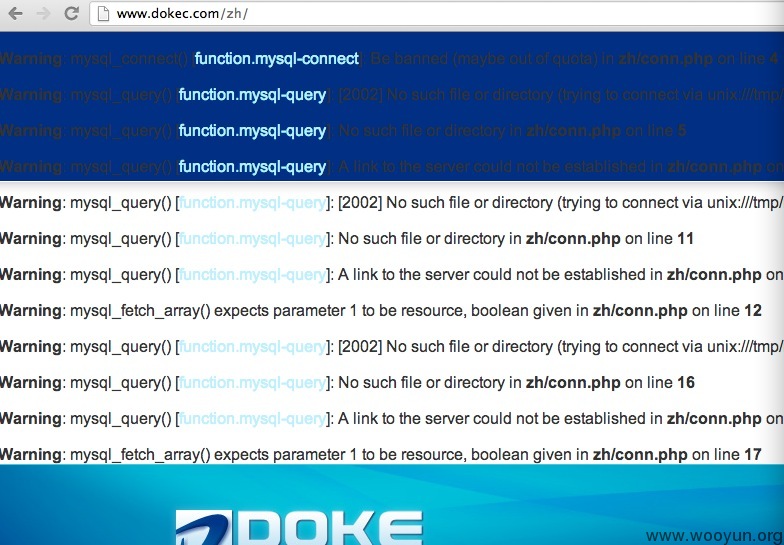 www.dokec.com/zh/
Warning: mysql_connect() [function.mysql-connect]: Be banned (maybe out of quota) in zh/conn.php on line 4
Warning: mysql_query() [function.mysql-query]: [2002] No such file or directory (trying to connect via unix:///tmp/
Warning: mysql_query() [function.mysql-query]: No such file or directory in zh/conn.php on line 5
Warning: mysql_query() [function.mysql-query]: A link to the server could not be established in zh/conn.php on
Warning: mysql_query() [function.mysql-query]: [2002] No such file or directory (trying to connect via unix:///tmp/
Warning: mysql_query() [function.mysql-query]: No such file or directory in zh/conn.php on line 11
Warning: mysql_query() [function.mysql-query]: A link to the server could not be established in zh/conn.php on
Warning: mysql_fetch_array() expects parameter 1 to be resource, boolean given in zh/conn.php on line 12
Warning: mysql_query() [function.mysql-query]: [2002] No such file or directory (trying to connect via unix:///tmp/
Warning: mysql_query() [function.mysql-query]: No such file or directory in zh/conn.php on line 16
Warning: mysql_query() [function.mysql-query]: A link to the server could not be established in zh/conn.php on
Warning: mysql_fetch_array() expects parameter 1 to be resource, boolean given in zh/conn.php on line 17
DOKE
www.wooyun.org